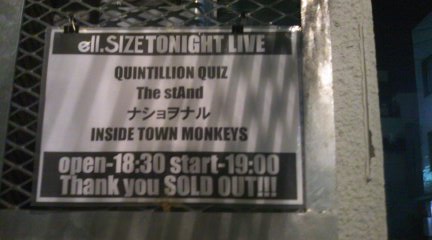 ell.SIZE TONIGHT LIVE
QUINTILLION QUIZ
The stAnd
ナショヲナル
INSIDE TOWN MONKEYS
open-18:30 start-19:00
Thank you SOLD OUT!!!